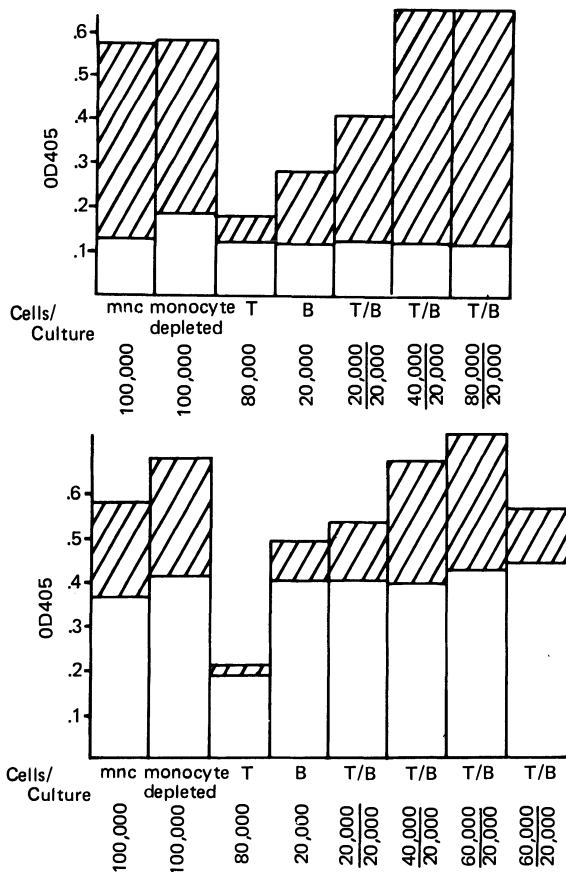 .6
.5
.4
.3
.2
.1
OD405
mnc monocyte depleted T B T/B T/B T/B
Cells/ Culture
100,000 100,000 80,000 20,000 20,000/20,000 40,000/20,000 80,000/20,000
.6
.5
.4
.3
.2
.1
OD405
mnc monocyte depleted T B T/B T/B T/B T/B
Cells/ Culture
100,000 100,000 80,000 20,000 20,000/20,000 40,000/20,000 60,000/20,000 60,000/20,000